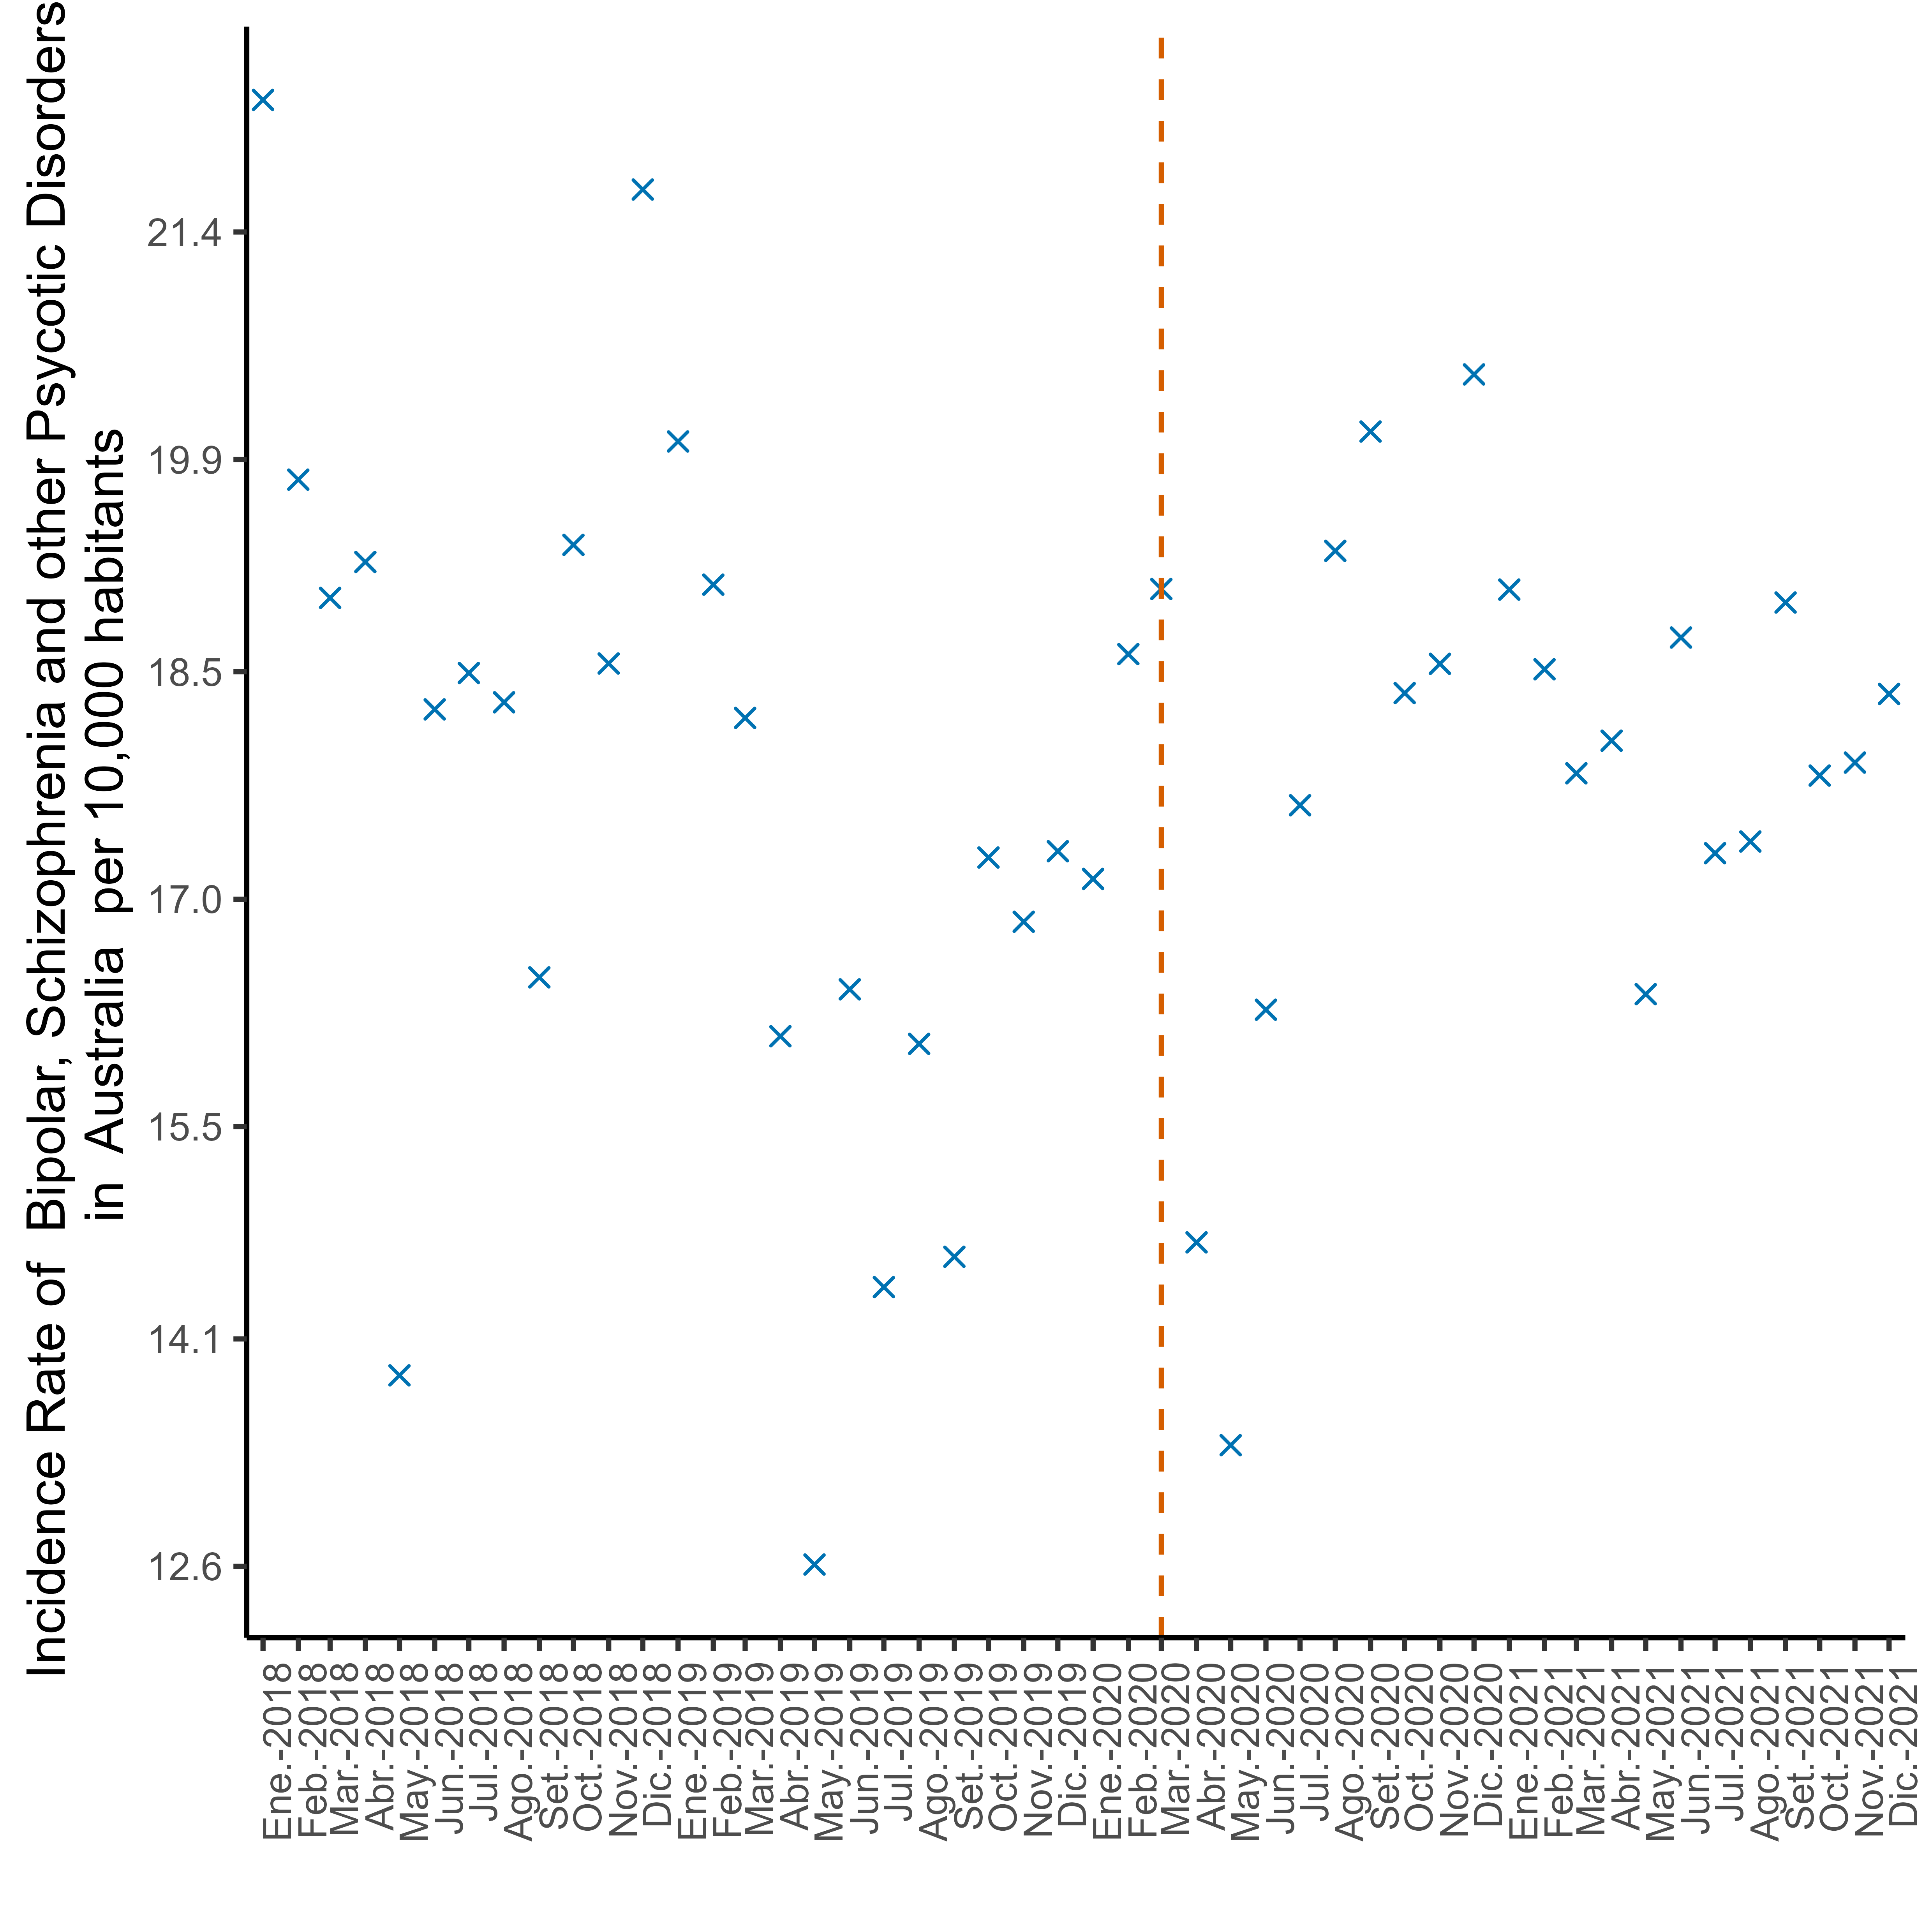 Incidence Rate of Bipolar, Schizophrenia and other Psycotic Disorders
in Australia per 10,000 habitants
21.4
19.9
18.5
17.0
15.5
14.1
12.6
Ene.-2018
Feb.-2018
Mar.-2018
Abr.-2018
May.-2018
Jun.-2018
Jul.-2018
Ago.-2018
Set.-2018
Oct.-2018
Nov.-2018
Dic.-2018
Ene.-2019
Feb.-2019
Mar.-2019
Abr.-2019
May.-2019
Jun.-2019
Jul.-2019
Ago.-2019
Set.-2019
Oct.-2019
Nov.-2019
Dic.-2019
Ene.-2020
Feb.-2020
Mar.-2020
Abr.-2020
May.-2020
Jun.-2020
Jul.-2020
Ago.-2020
Set.-2020
Oct.-2020
Nov.-2020
Dic.-2020
Ene.-2021
Feb.-2021
Mar.-2021
Abr.-2021
May.-2021
Jun.-2021
Jul.-2021
Ago.-2021
Set.-2021
Oct.-2021
Nov.-2021
Dic.-2021